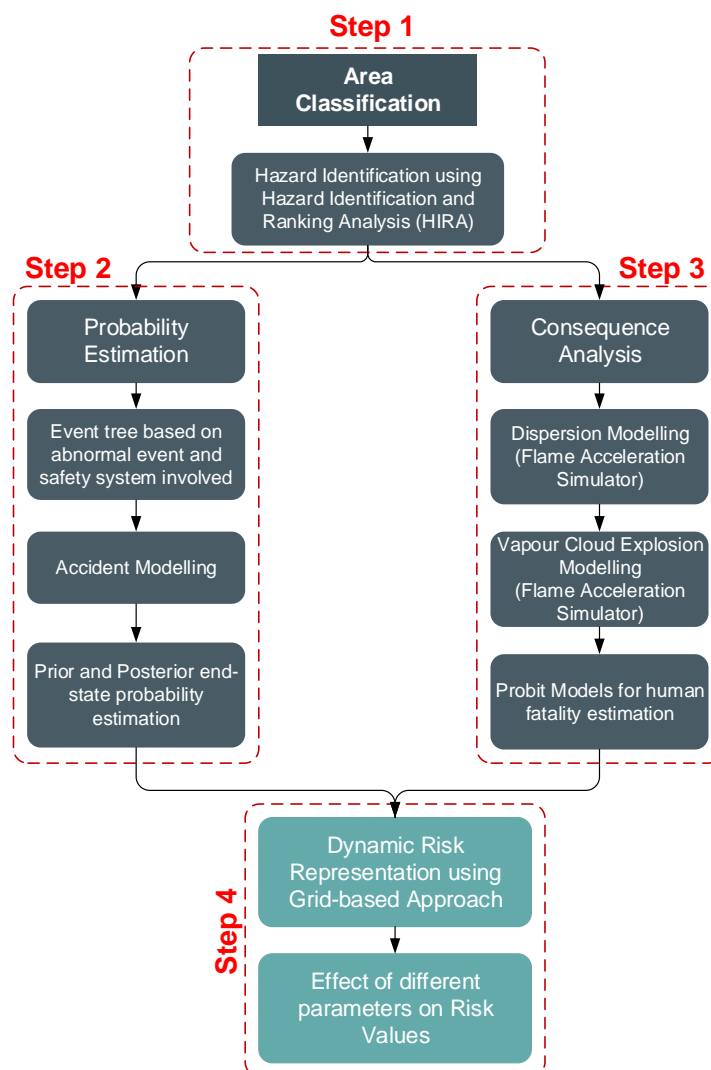 Step 1
Area
Classification
Hazard Identification using
Hazard Identification and
Ranking Analysis (HIRA)
Step 2
Probability
Estimation
Event tree based on
abnormal event and
safety system involved
Accident Modelling
Prior and Posterior end-
state probability
estimation
Step 3
Consequence
Analysis
Dispersion Modelling
(Flame Acceleration
Simulator)
Vapour Cloud Explosion
Modelling
(Flame Acceleration
Simulator)
Probit Models for human
fatality estimation
Step 4
Dynamic Risk
Representation using
Grid-based Approach
Effect of different
parameters on Risk
Values